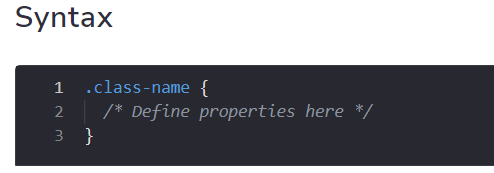 Syntax
1 .class-name {
2 /* Define properties here */
3 }